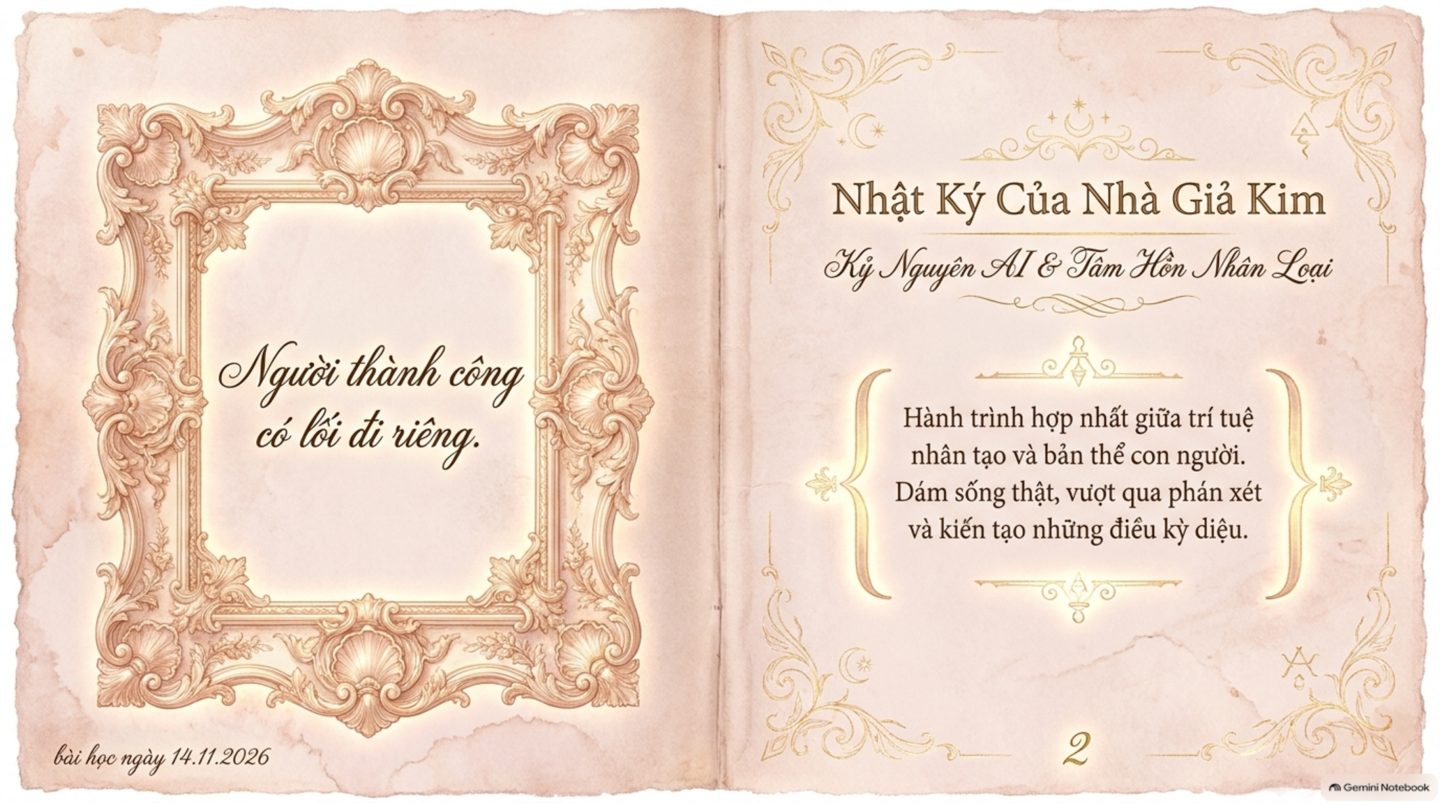 Người thành công
có lối đi riêng.
bài học ngày 14.11.2026
Nhật Ký Của Nhà Giả Kim
Kỷ Nguyên AI & Tâm Hồn Nhân Loại
Hành trình hợp nhất giữa trí tuệ
nhân tạo và bản thể con người.
Dám sống thật, vượt qua phán xét
và kiến tạo những điều kỳ diệu.
2
Gemini Notebook